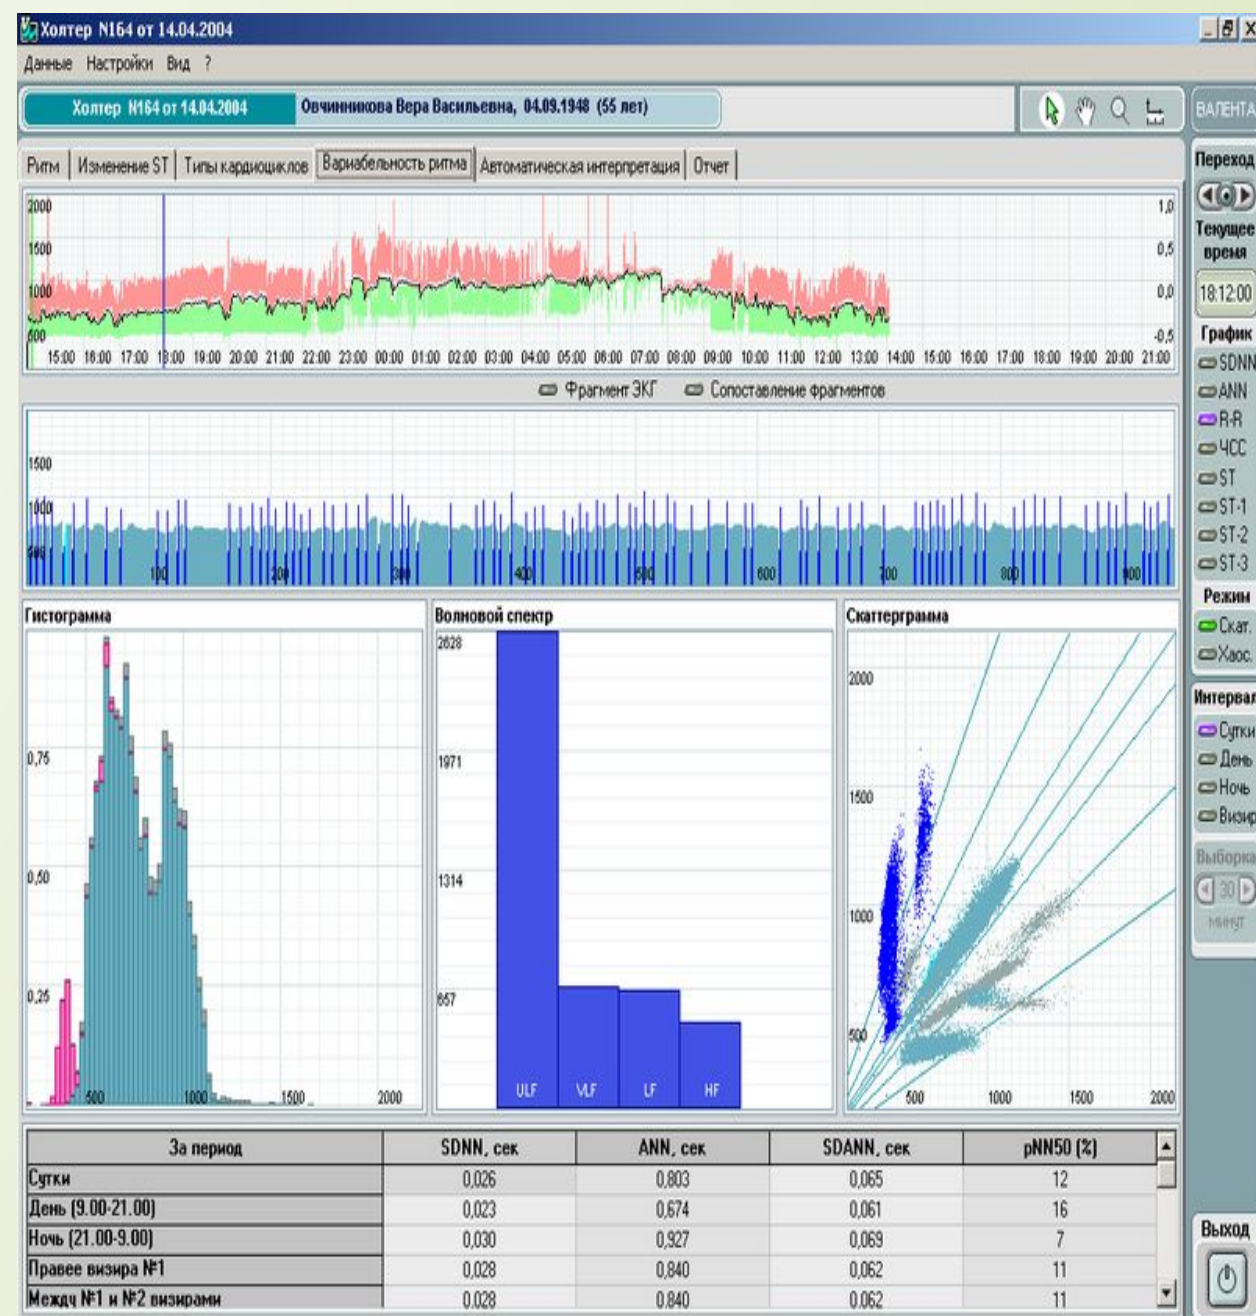 Холтер N164 от 14.04.2004
Данные Настройки Вид ?
Холтер N164 от 14.04.2004 Овчинникова Вера Васильевна, 04.09.1948 (55 лет)
ВАЛЕНТА
Ритм Изменение ST Типы кардиоциклов Вариабельность ритма Автоматическая интерпретация Отчет
2000 1,0
1500 0,5
1000 0,0
500 -0,5
15:00 16:00 17:00 18:00 19:00 20:00 21:00 22:00 23:00 00:00 01:00 02:00 03:00 04:00 05:00 06:00 07:00 08:00 09:00 10:00 11:00 12:00 13:00 14:00 15:00 16:00 17:00 18:00 19:00 20:00 21:00
Фрагмент ЭКГ Сопоставление фрагментов
1500
1000
500
100 200 300 400 500 600 700 800 900
Гистограмма
0,75
0,50
0,25
500 1000 1500 2000
Волновой спектр
2628
1971
1314
657
ULF VLF LF HF
Скаттерграмма
2000
1500
1000
500
500 1000 1500 2000
За период SDNN, сек ANN, сек SDANN, сек pNN50 (%)
Сутки 0,026 0,803 0,065 12
День (9.00-21.00) 0,023 0,674 0,061 16
Ночь (21.00-9.00) 0,030 0,927 0,069 7
Правее визира №1 0,028 0,840 0,062 11
Между №1 и №2 визирами 0,028 0,840 0,062 11
Переход
Текущее
время
18:12:00
График
SDNN
ANN
R-R
ЧСС
ST
ST-1
ST-2
ST-3
Режим
Скат.
Хаос.
Интервал
Сутки
День
Ночь
Визир
Выборка
30
минут
Выход